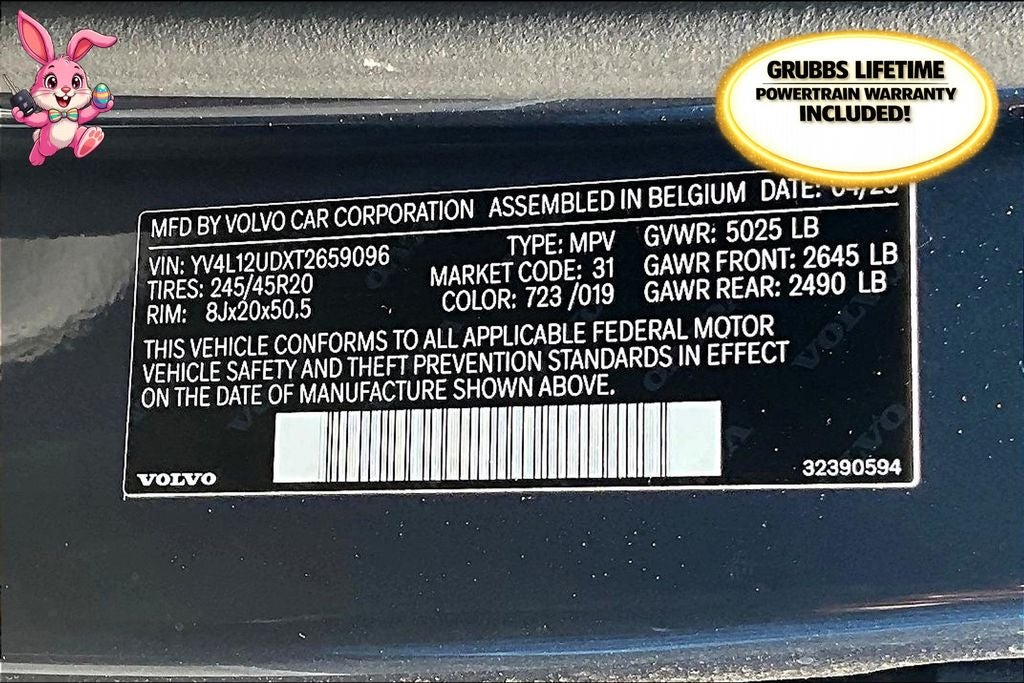 GRUBBS LIFETIME
POWERTRAIN WARRANTY
INCLUDED!
MFD BY VOLVO CAR CORPORATION ASSEMBLED IN BELGIUM DATE:
VIN: YV4L12UDXT2659096
TIRES: 245/45R20
RIM: 8Jx20x50.5
TYPE: MPV
MARKET CODE: 31
COLOR: 723 /019
GVWR: 5025 LB
GAWR FRONT: 2645 LB
GAWR REAR: 2490 LB
THIS VEHICLE CONFORMS TO ALL APPLICABLE FEDERAL MOTOR
VEHICLE SAFETY AND THEFT PREVENTION STANDARDS IN EFFECT
ON THE DATE OF MANUFACTURE SHOWN ABOVE.
VOLVO
32390594